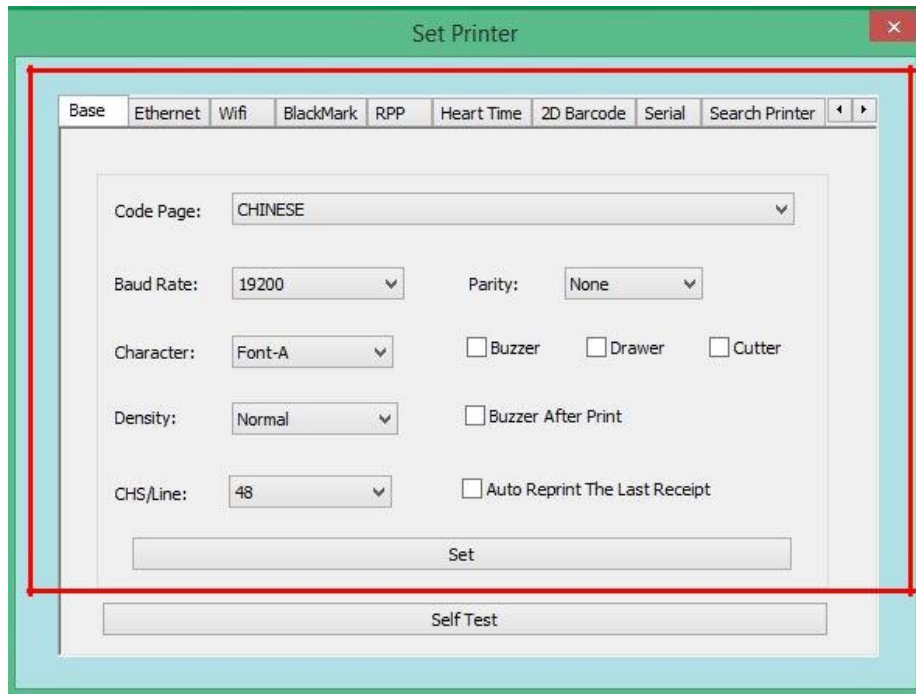 Set Printer
Base Ethernet Wifi BlackMark RPP Heart Time 2D Barcode Serial Search Printer
Code Page: CHINESE
Baud Rate: 19200 Parity: None
Character: Font-A Buzzer Drawer Cutter
Density: Normal Buzzer After Print
CHS/Line: 48 Auto Reprint The Last Receipt
Set
Self Test